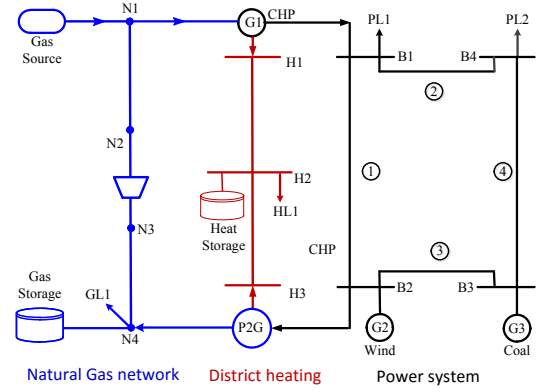 N1
G1
CHP
PL1
PL2
Gas
Source
H1
B1
B4
2
N2
H2
1
4
HL1
N3
Heat
Storage
CHP
3
Gas
Storage
GL1
H3
B2
B3
N4
P2G
G2
G3
Wind
Coal
Natural Gas network
District heating
Power system